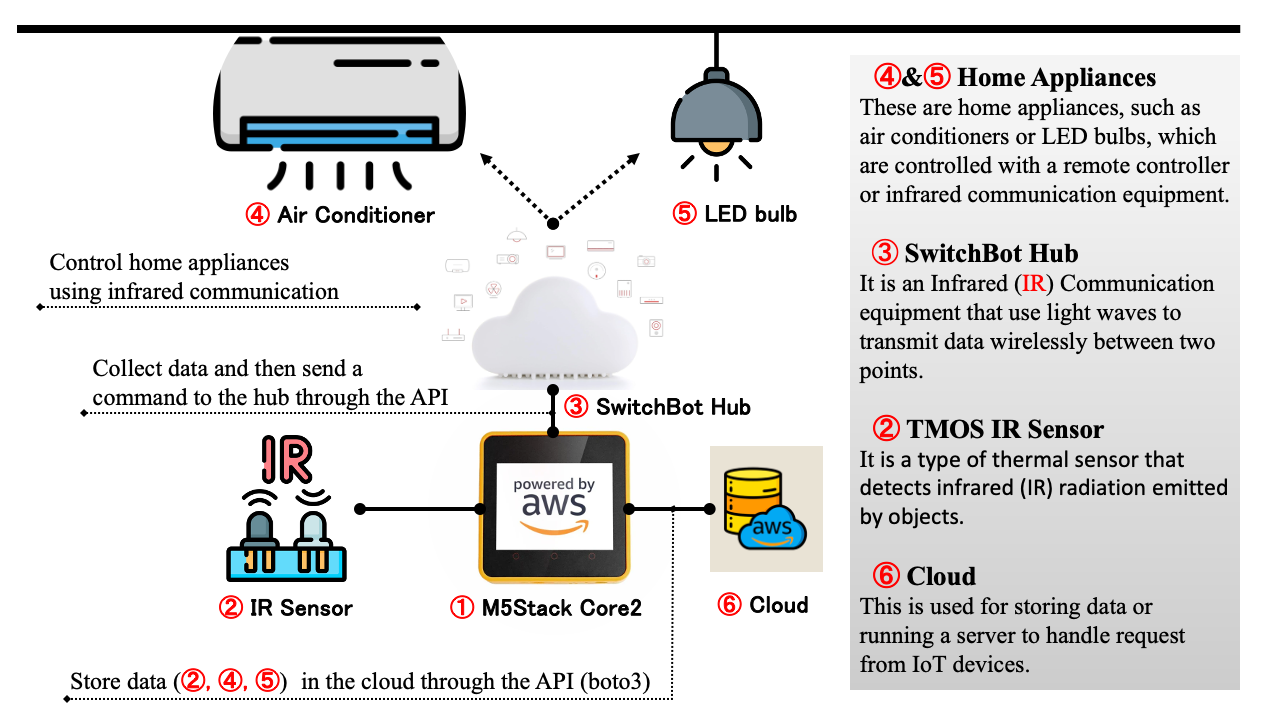 ④ Air Conditioner
⑤ LED bulb
Control home appliances
using infrared communication
Collect data and then send a
command to the hub through the API
③ SwitchBot Hub
IR
powered by
aws
aws
② IR Sensor
① M5Stack Core2
⑥ Cloud
Store data (②, ④, ⑤) in the cloud through the API (boto3)
④&⑤ Home Appliances
These are home appliances, such as
air conditioners or LED bulbs, which
are controlled with a remote controller
or infrared communication equipment.
③ SwitchBot Hub
It is an Infrared (IR) Communication
equipment that use light waves to
transmit data wirelessly between two
points.
② TMOS IR Sensor
It is a type of thermal sensor that
detects infrared (IR) radiation emitted
by objects.
⑥ Cloud
This is used for storing data or
running a server to handle request
from IoT devices.